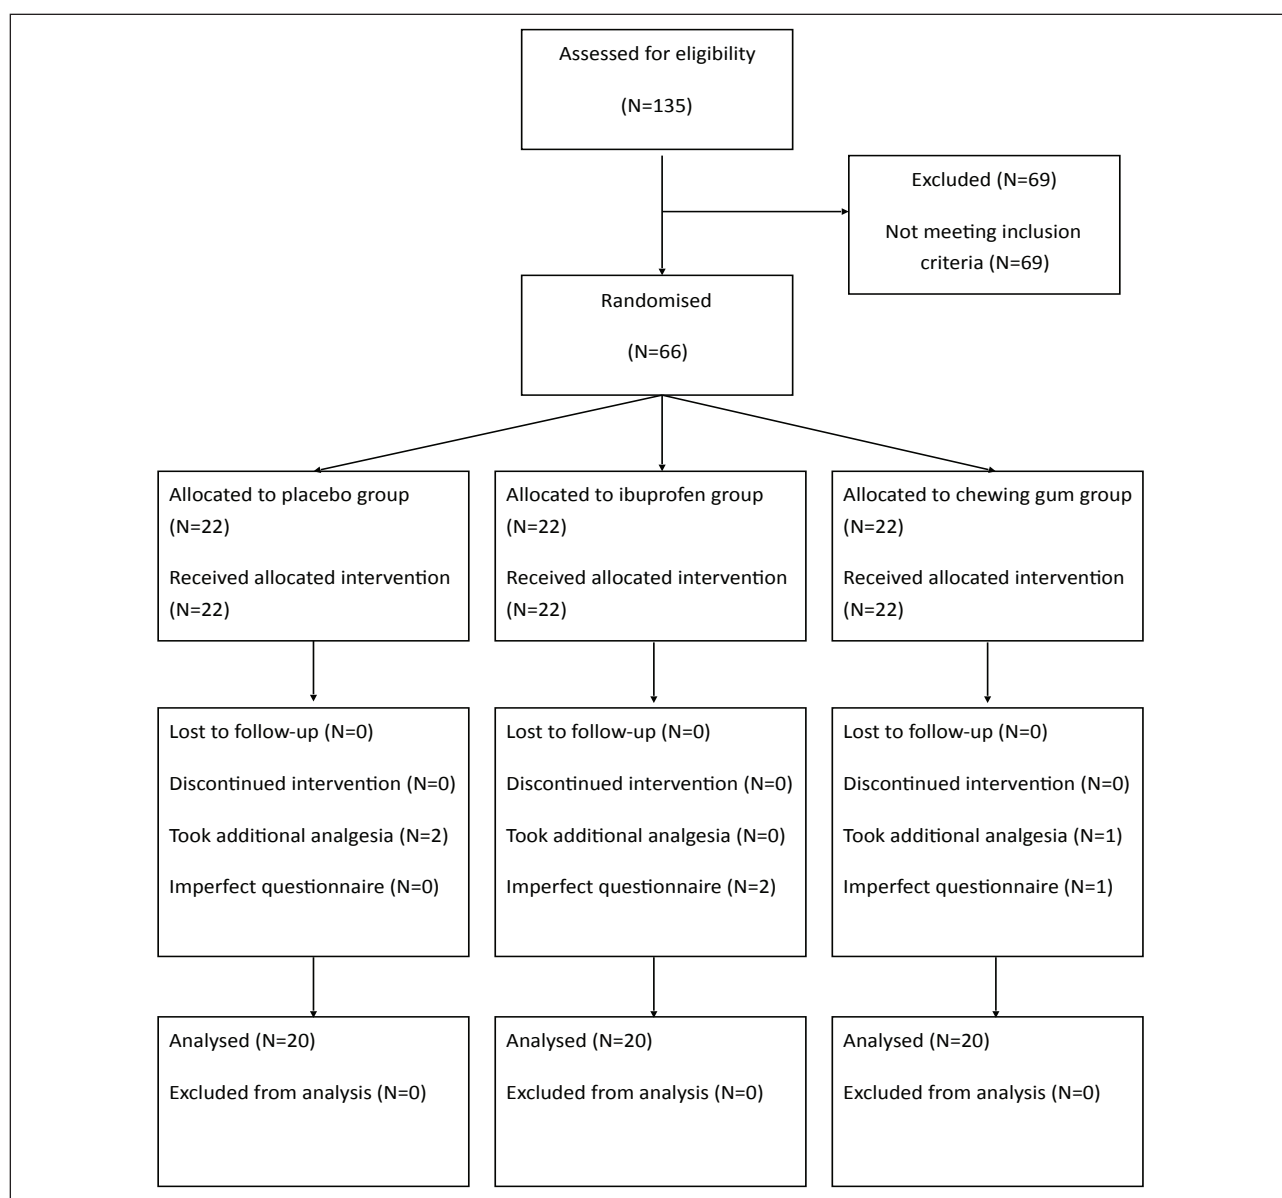 Assessed for eligibility
(N=135)
Excluded (N=69)
Not meeting inclusion
criteria (N=69)
Randomised
(N=66)
Allocated to placebo group
(N=22)
Received allocated intervention
(N=22)
Allocated to ibuprofen group
(N=22)
Received allocated intervention
(N=22)
Allocated to chewing gum group
(N=22)
Received allocated intervention
(N=22)
Lost to follow-up (N=0)
Discontinued intervention (N=0)
Took additional analgesia (N=2)
Imperfect questionnaire (N=0)
Lost to follow-up (N=0)
Discontinued intervention (N=0)
Took additional analgesia (N=0)
Imperfect questionnaire (N=2)
Lost to follow-up (N=0)
Discontinued intervention (N=0)
Took additional analgesia (N=1)
Imperfect questionnaire (N=1)
Analysed (N=20)
Excluded from analysis (N=0)
Analysed (N=20)
Excluded from analysis (N=0)
Analysed (N=20)
Excluded from analysis (N=0)